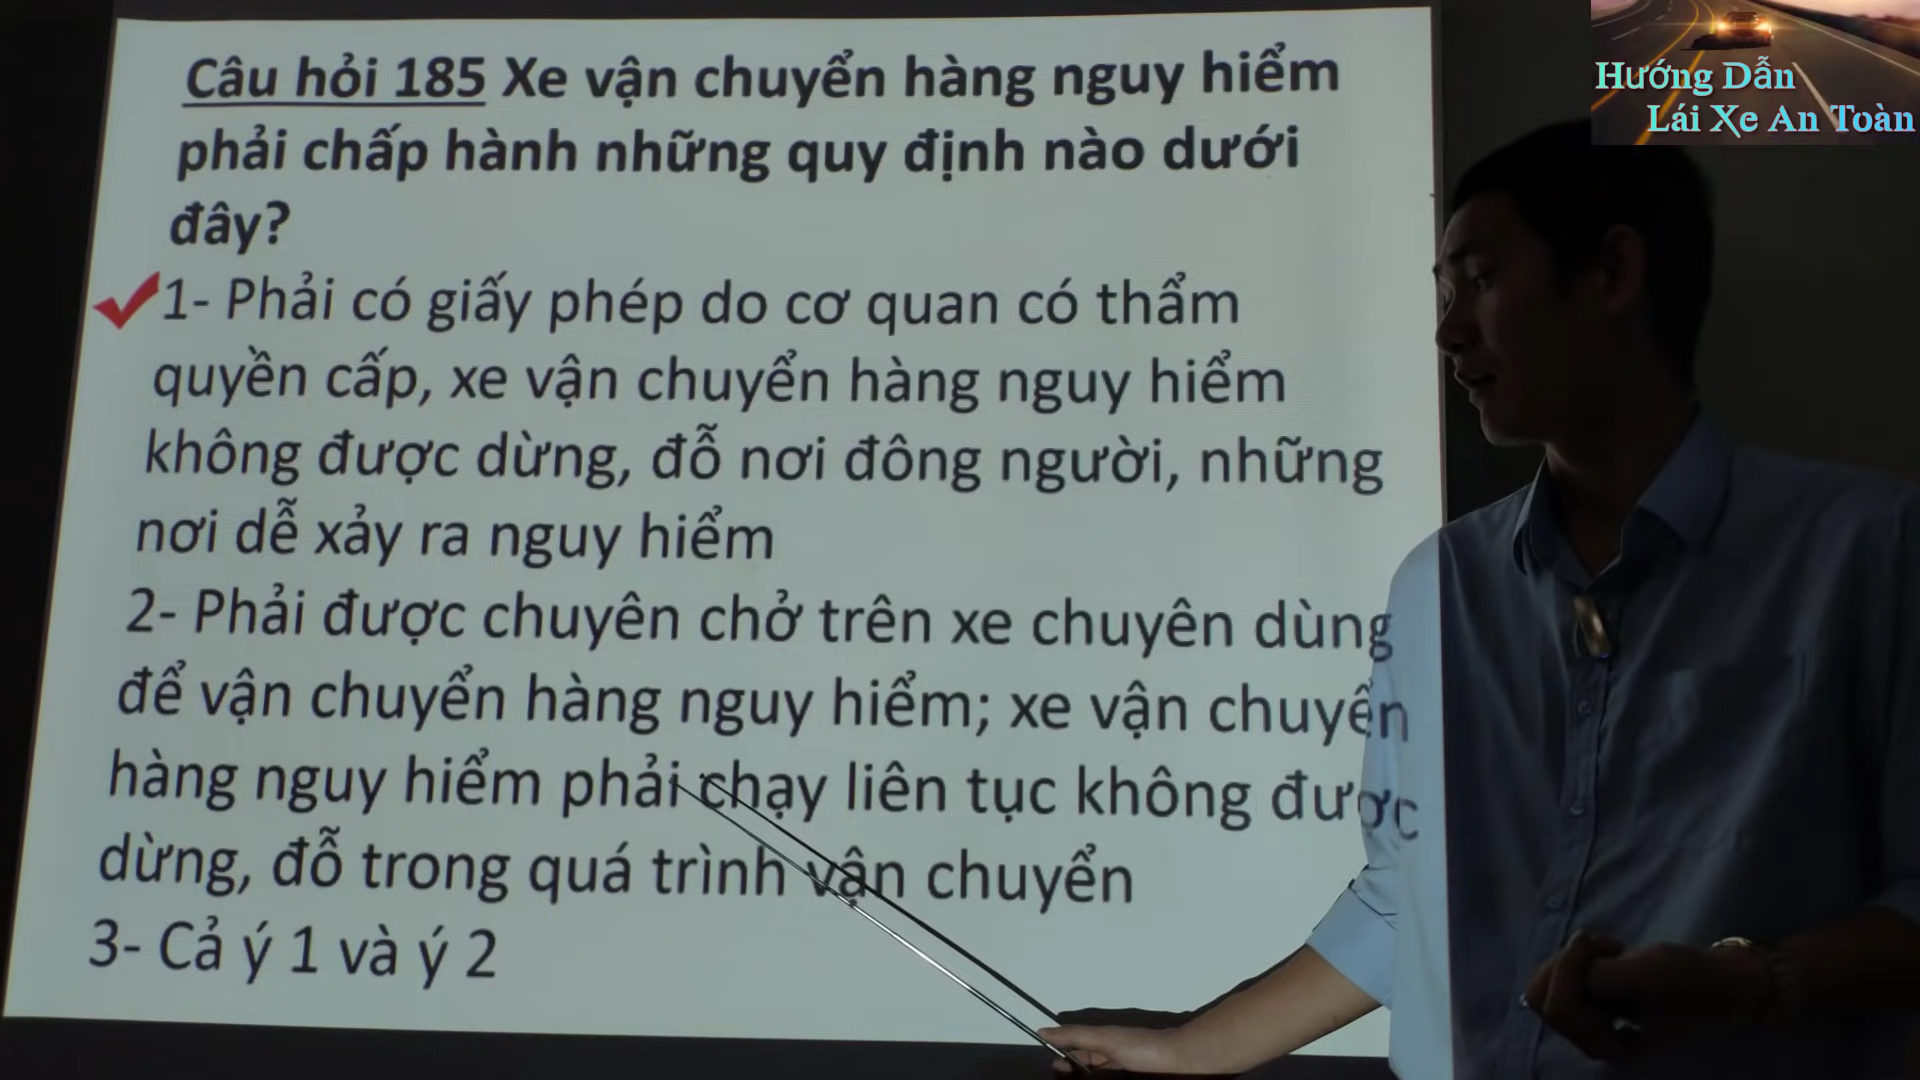 Câu hỏi 185 Xe vận chuyển hàng nguy hiểm
phải chấp hành những quy định nào dưới
đây?
1- Phải có giấy phép do cơ quan có thẩm
quyền cấp, xe vận chuyển hàng nguy hiểm
không được dừng, đỗ nơi đông người, những
nơi dễ xảy ra nguy hiểm
2- Phải được chuyên chở trên xe chuyên dùng
để vận chuyển hàng nguy hiểm; xe vận chuyển
hàng nguy hiểm phải chạy liên tục không được
dừng, đỗ trong quá trình vận chuyển
3- Cả ý 1 và ý 2
Hướng Dẫn
Lái Xe An Toàn